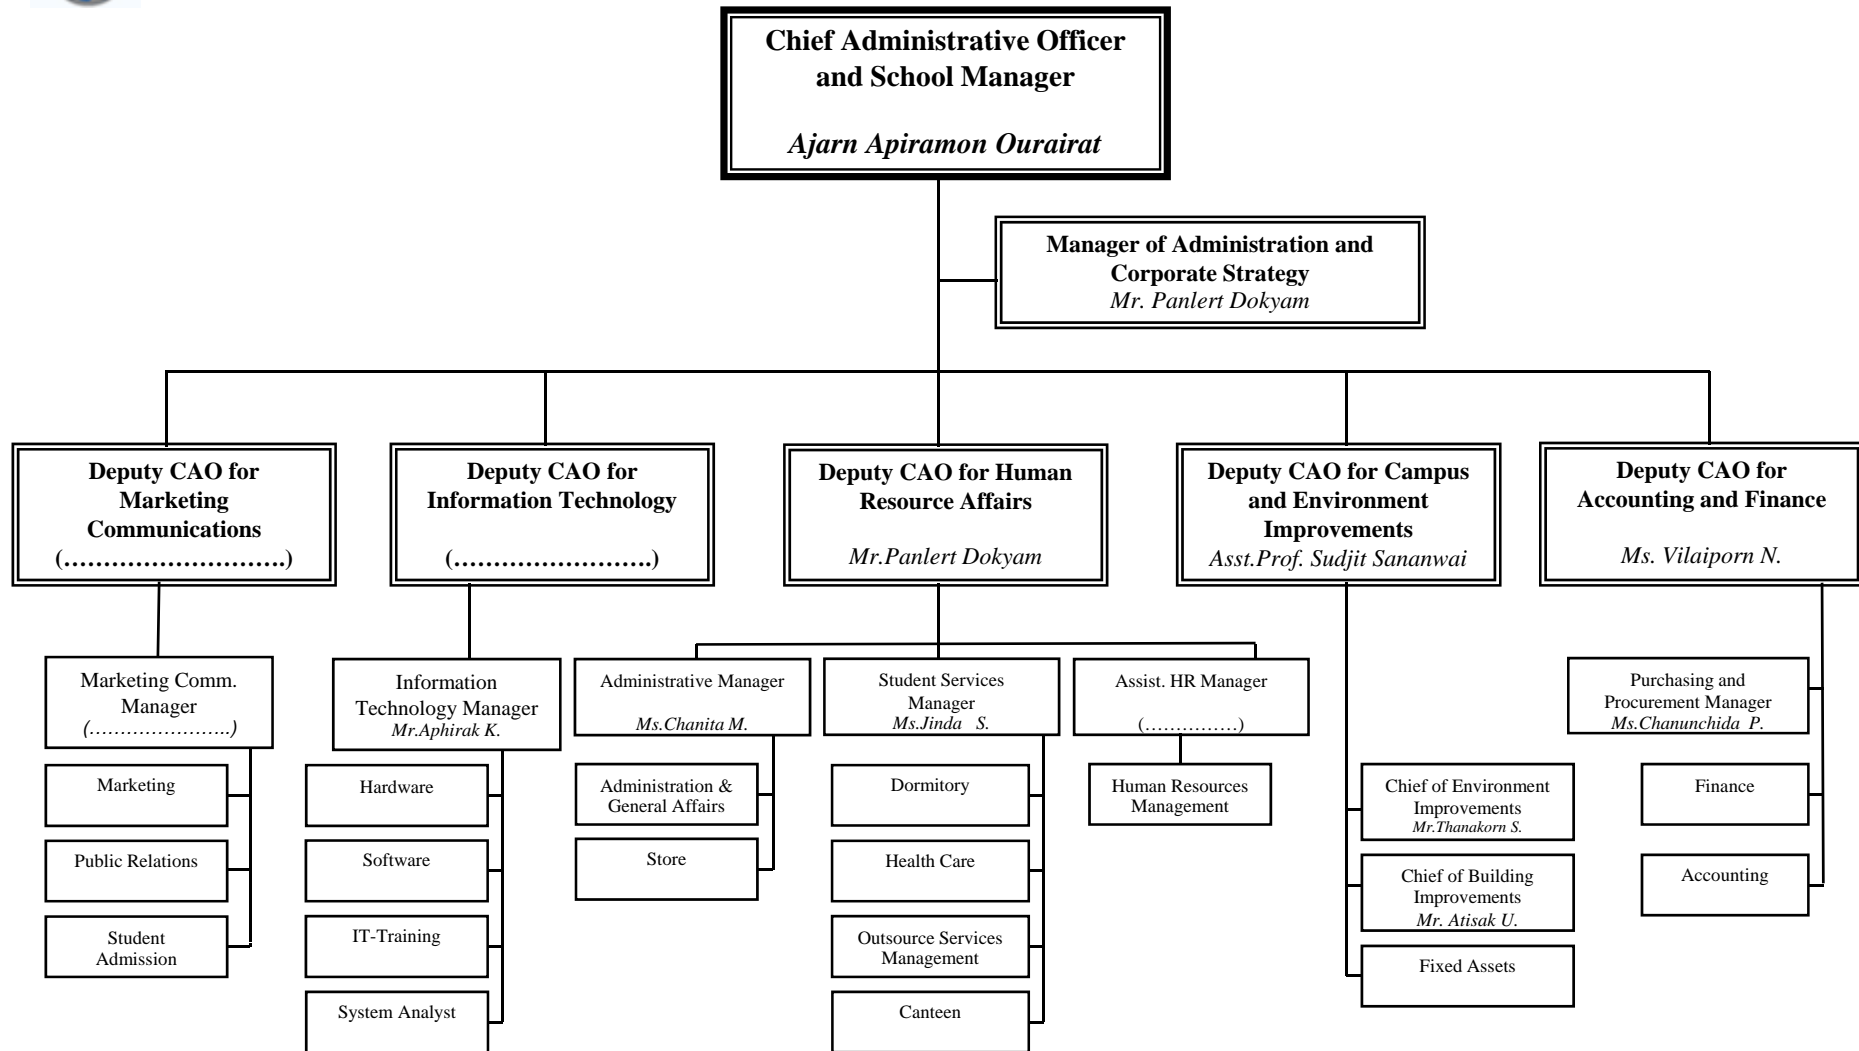 Chief Administrative Officer
and School Manager
Ajarn Apiramon Ourairat
Manager of Administration and
Corporate Strategy
Mr. Panlert Dokyam
Deputy CAO for
Marketing
Communications
(……………………….)
Deputy CAO for
Information Technology
(…………………….)
Deputy CAO for Human
Resource Affairs
Mr.Panlert Dokyam
Deputy CAO for Campus
and Environment
Improvements
Asst.Prof. Sudjit Sananwai
Deputy CAO for
Accounting and Finance
Ms. Vilaiporn N.
Marketing Comm.
Manager
(…………………..)
Marketing
Public Relations
Student
Admission
Information
Technology Manager
Mr.Aphirak K.
Hardware
Software
IT-Training
System Analyst
Administrative Manager
Ms.Chanita M.
Administration &
General Affairs
Store
Student Services
Manager
Ms.Jinda S.
Dormitory
Health Care
Outsource Services
Management
Canteen
Assist. HR Manager
(……………)
Human Resources
Management
Chief of Environment
Improvements
Mr.Thanakorn S.
Chief of Building
Improvements
Mr. Atisak U.
Fixed Assets
Purchasing and
Procurement Manager
Ms.Chanunchida P.
Finance
Accounting